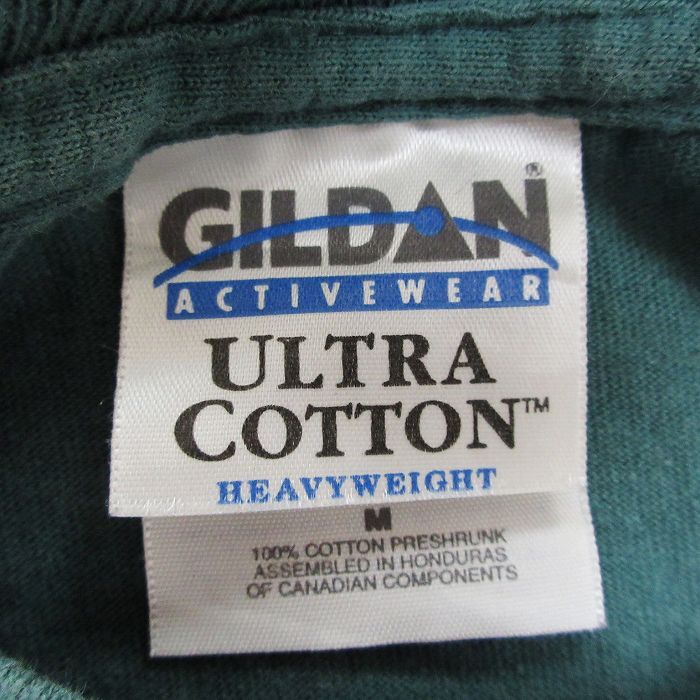 GILDAN®
ACTIVEWEAR
ULTRA
COTTON™
HEAVYWEIGHT
M
100% COTTON PRESHRUNK
ASSEMBLED IN HONDURAS
OF CANADIAN COMPONENTS